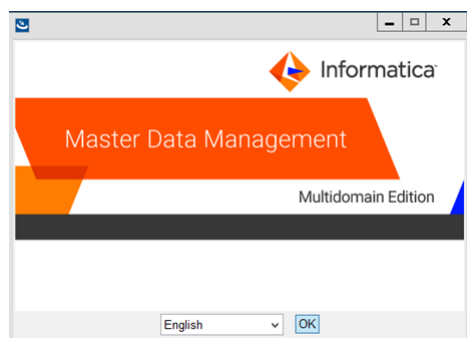 Informatica
Master Data Management
Multidomain Edition
English
OK